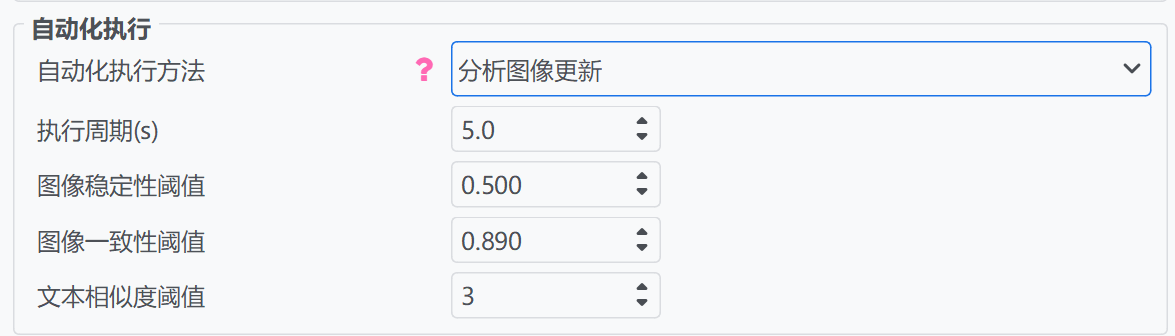 自动化执行
自动化执行方法 ? 分析图像更新
执行周期(s) 5.0
图像稳定性阈值 0.500
图像一致性阈值 0.890
文本相似度阈值 3